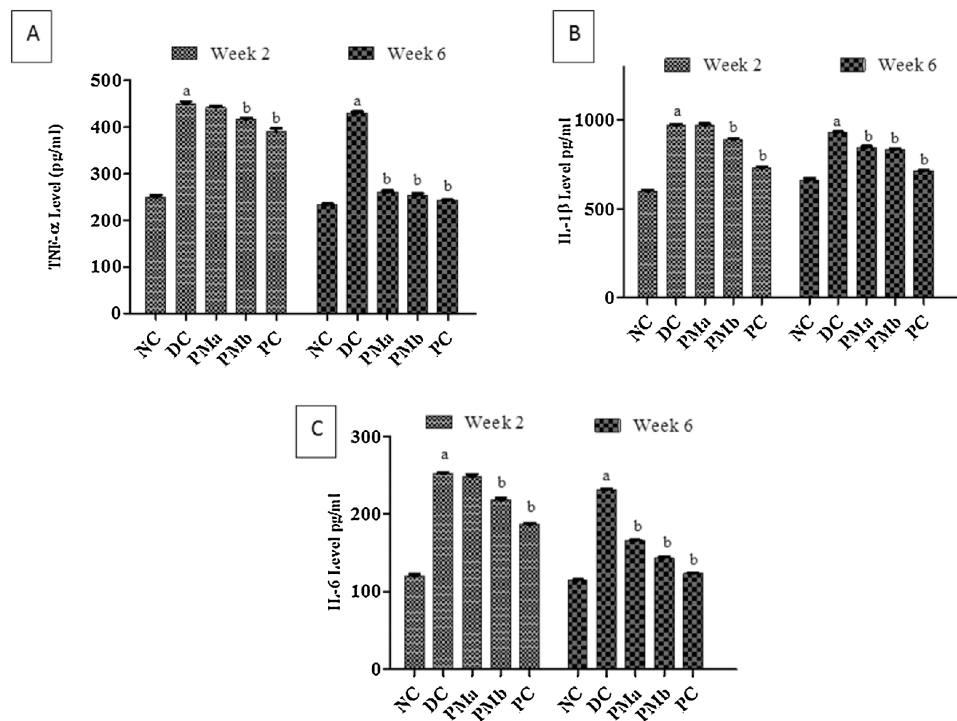 A
Week 2 Week 6
TNF-α Level (pg/ml)
500
400
300
200
100
0
a b b a b b b
NC DC PMa PMb PC NC DC PMa PMb PC
B
Week 2 Week 6
IL-1β Level pg/ml
1000
500
0
a b b a b b b
NC DC PMa PMb PC NC DC PMa PMb PC
C
Week 2 Week 6
IL-6 Level pg/ml
300
200
100
0
a b b a b b b
NC DC PMa PMb PC NC DC PMa PMb PC